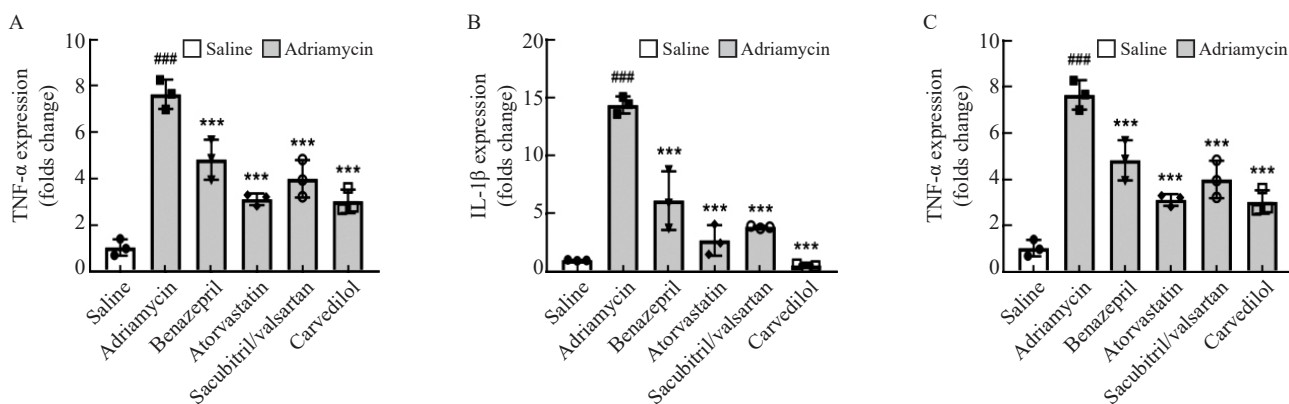 A
TNF-α expression
(folds change)
10
8
6
4
2
0
Saline
Adriamycin
###
***
***
***
***
Saline
Adriamycin
Benazepril
Atorvastatin
Sacubitril/valsartan
Carvedilol
B
IL-1β expression
(folds change)
20
15
10
5
0
Saline
Adriamycin
###
***
***
***
***
Saline
Adriamycin
Benazepril
Atorvastatin
Sacubitril/valsartan
Carvedilol
C
TNF-α expression
(folds change)
10
8
6
4
2
0
Saline
Adriamycin
###
***
***
***
***
Saline
Adriamycin
Benazepril
Atorvastatin
Sacubitril/valsartan
Carvedilol